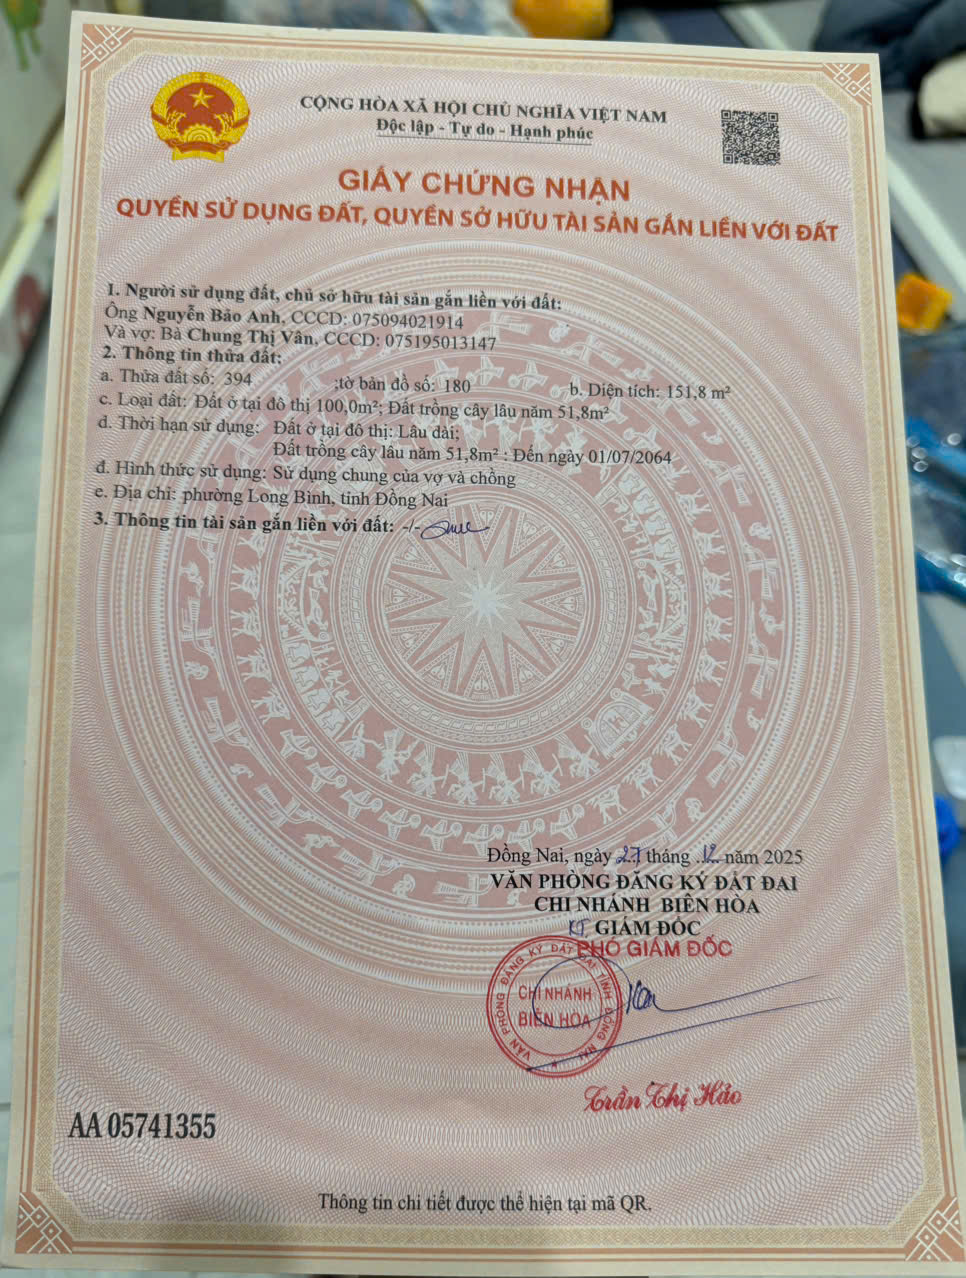 CỘNG HÒA XÃ HỘI CHỦ NGHĨA VIỆT NAM
Độc lập - Tự do - Hạnh phúc
GIẤY CHỨNG NHẬN
QUYỀN SỬ DỤNG ĐẤT, QUYỀN SỞ HỮU TÀI SẢN GẮN LIỀN VỚI ĐẤT
1. Người sử dụng đất, chủ sở hữu tài sản gắn liền với đất:
Ông Nguyễn Bảo Anh, CCCD: 075094021914
Và vợ: Bà Chung Thị Vân, CCCD: 075195013147
2. Thông tin thửa đất:
a. Thửa đất số: 394 ;tờ bản đồ số: 180 b. Diện tích: 151,8 m²
c. Loại đất: Đất ở tại đô thị 100,0m²; Đất trồng cây lâu năm 51,8m²
d. Thời hạn sử dụng: Đất ở tại đô thị: Lâu dài;
Đất trồng cây lâu năm 51,8m² : Đến ngày 01/07/2064
đ. Hình thức sử dụng: Sử dụng chung của vợ và chồng
e. Địa chỉ: phường Long Bình, tỉnh Đồng Nai
3. Thông tin tài sản gắn liền với đất: -/-
Đồng Nai, ngày 27 tháng 12 năm 2025
VĂN PHÒNG ĐĂNG KÝ ĐẤT ĐAI
CHI NHÁNH BIÊN HÒA
KT, GIÁM ĐỐC
PHÓ GIÁM ĐỐC
VĂN PHÒNG ĐĂNG KÝ ĐẤT ĐAI TỈNH ĐỒNG NAI
CHI NHÁNH
BIÊN HÒA
Trần Thị Hảo
AA 05741355
Thông tin chi tiết được thể hiện tại mã QR.